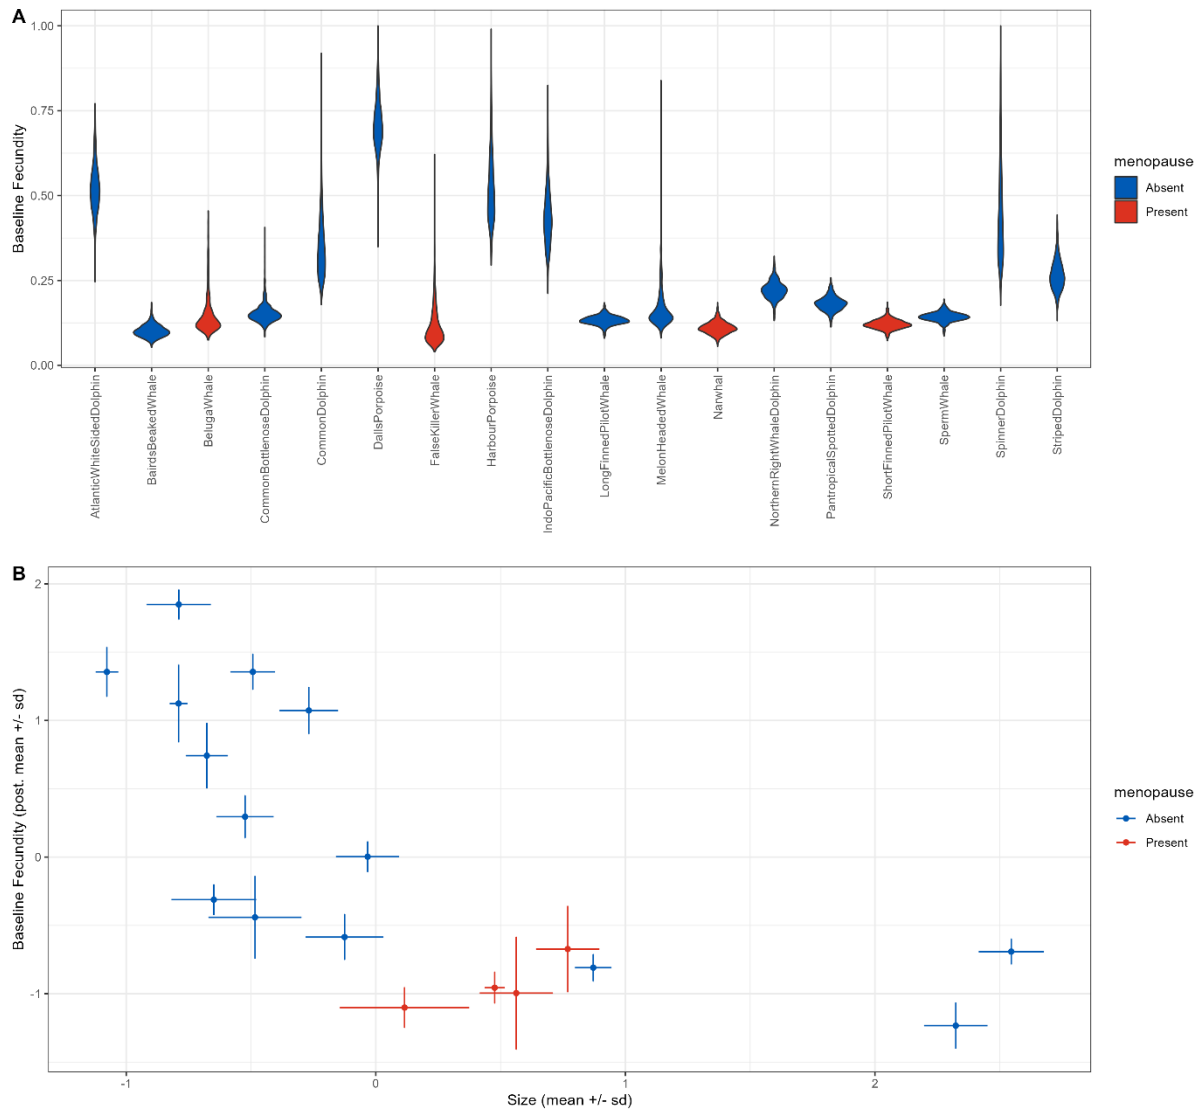 A
Baseline Fecundity
1.00
0.75
0.50
0.25
0.00
AtlanticWhiteSidedDolphin
BairdsBeakedWhale
BelugaWhale
CommonBottlenoseDolphin
CommonDolphin
DallsPorpoise
FalseKillerWhale
HarbourPorpoise
IndoPacificBottlenoseDolphin
LongFinnedPilotWhale
MelonHeadedWhale
Narwhal
NorthernRightWhaleDolphin
PantropicalSpottedDolphin
ShortFinnedPilotWhale
SpermWhale
SpinnerDolphin
StripedDolphin
menopause
Absent
Present
B
Baseline Fecundity (post. mean +/- sd)
2
1
0
-1
-1
0
1
2
Size (mean +/- sd)
menopause
Absent
Present